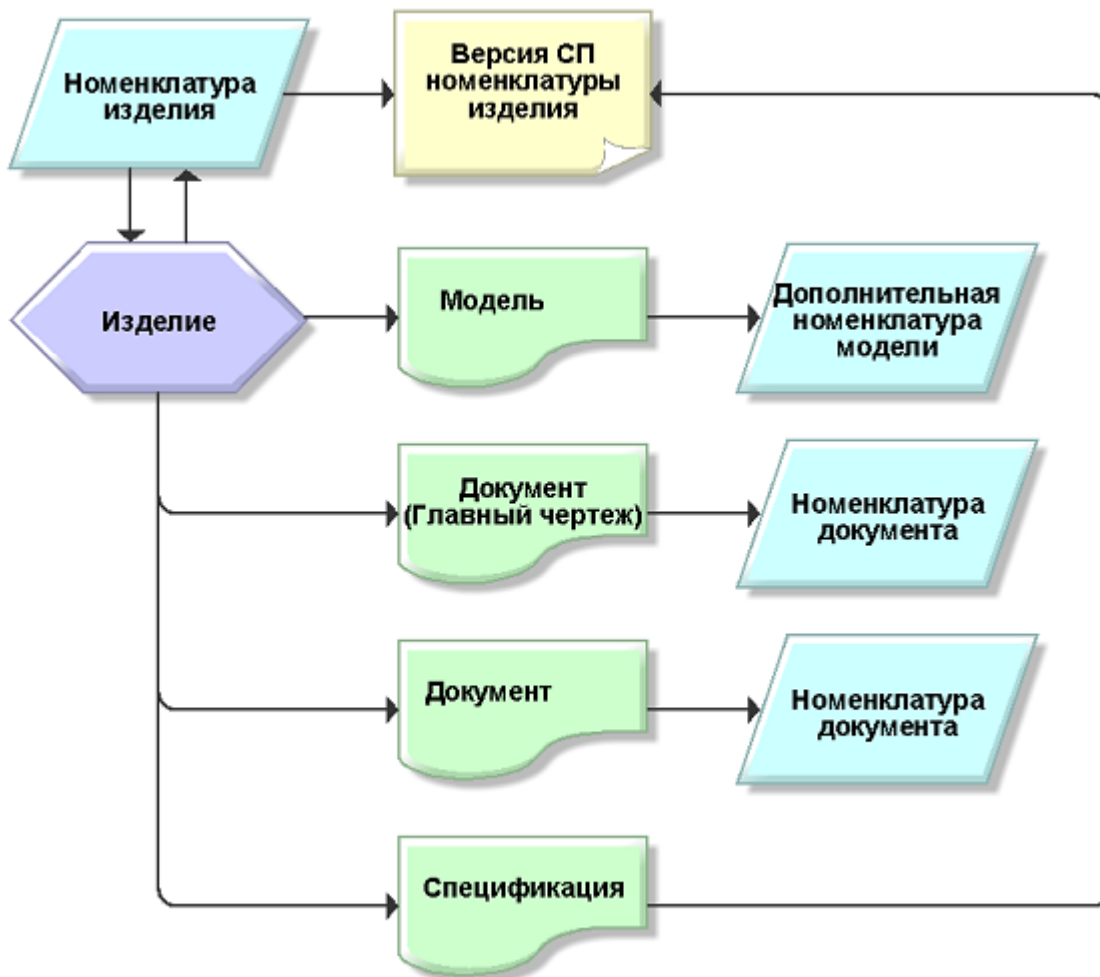 Номенклатура
изделия
Версия СП
номенклатуры
изделия
Изделие
Модель
Дополнительная
номенклатура
модели
Документ
(Главный чертеж)
Номенклатура
документа
Документ
Номенклатура
документа
Спецификация